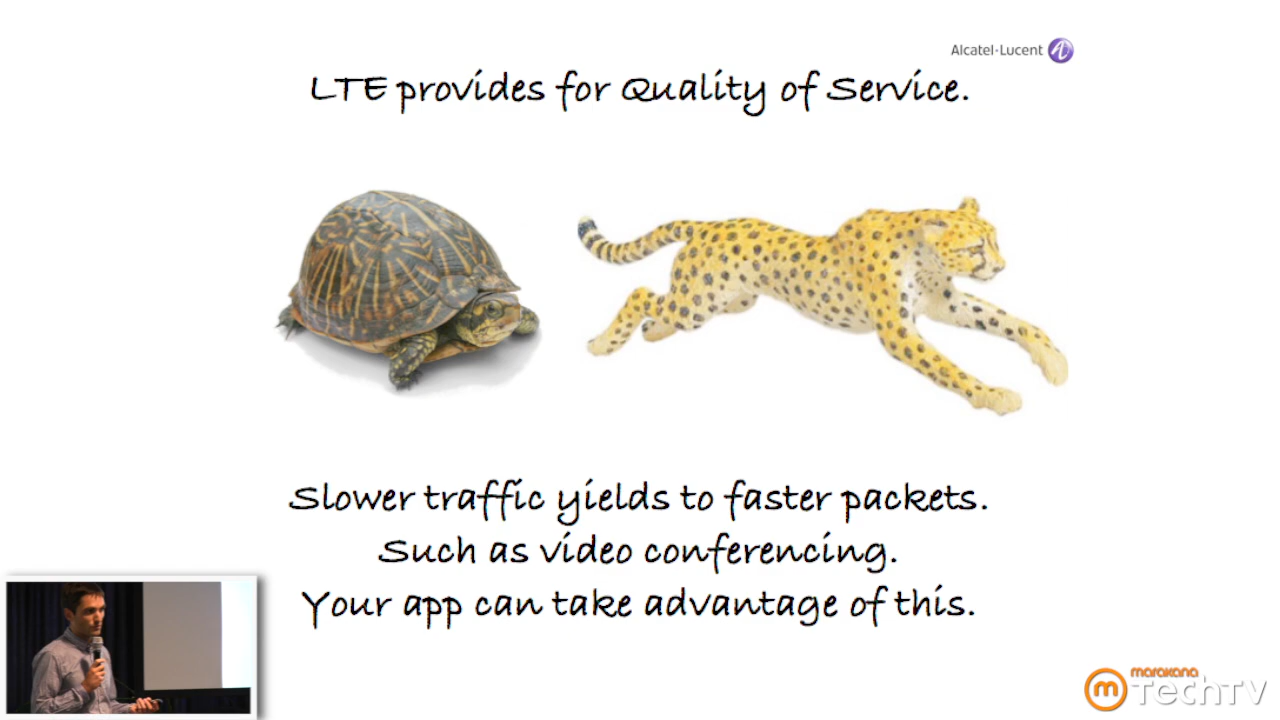 Alcatel·Lucent
LTE provides for Quality of Service.
Slower traffic yields to faster packets.
Such as video conferencing.
Your app can take advantage of this.
marakana
m TechTV